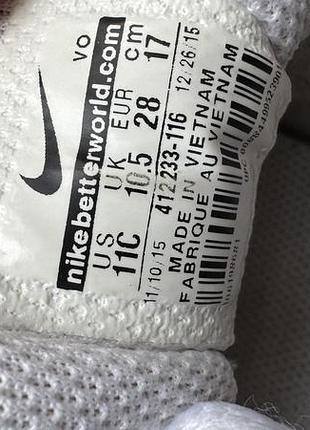 VO
nikebetterworld.com
US UK EUR cm
11C 10.5 28 17
11/10/15 412233-116 12/26/15
MADE IN VIETNAM
FABRIQUE AU VIETNAM